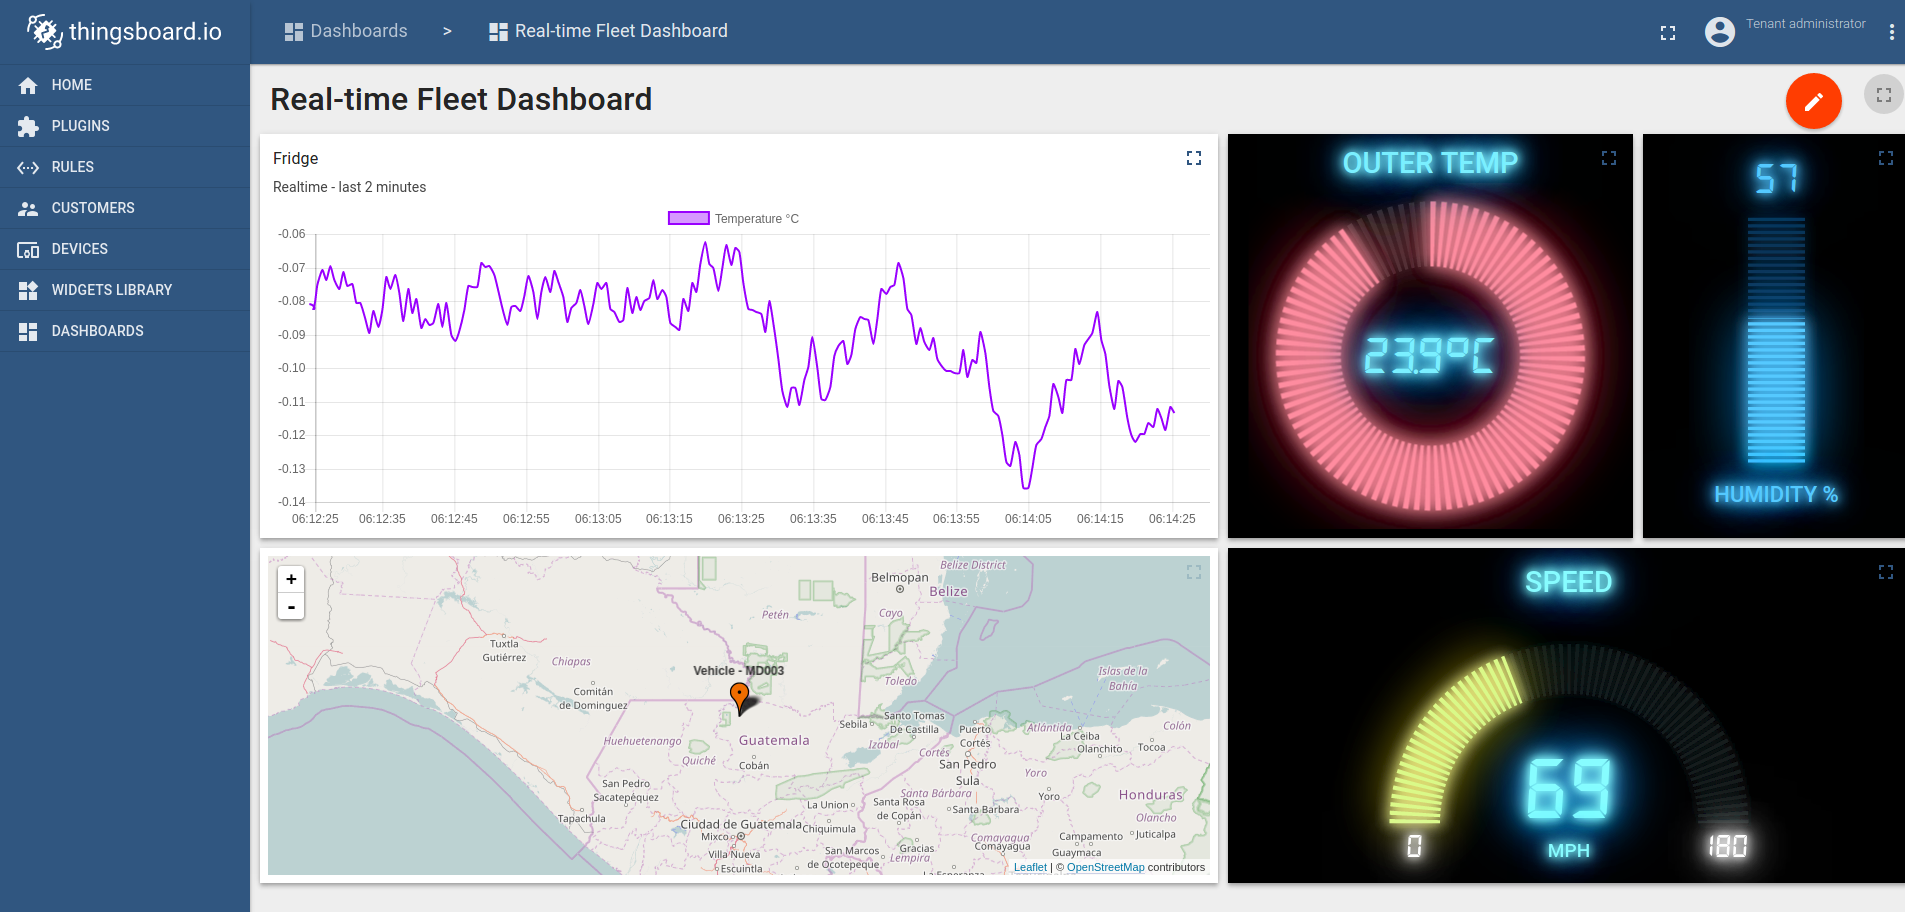 thingsboard.io
Dashboards > Real-time Fleet Dashboard
Tenant administrator
HOME
PLUGINS
RULES
CUSTOMERS
DEVICES
WIDGETS LIBRARY
DASHBOARDS
Real-time Fleet Dashboard
Fridge
Realtime - last 2 minutes
Temperature °C
-0.06
-0.07
-0.08
-0.09
-0.10
-0.11
-0.12
-0.13
-0.14
06:12:25 06:12:35 06:12:45 06:12:55 06:13:05 06:13:15 06:13:25 06:13:35 06:13:45 06:13:55 06:14:05 06:14:15 06:14:25
OUTER TEMP
23.9°C
57
HUMIDITY %
+
-
Belize District
Belmopan
Belize
Cayo
Petén
Tuxtla
Gutiérrez
Chiapas
Vehicle - MD003
Toledo
Islas de la
Bahía
Comitán
de Dominguez
Sebila
Santo Tomas
De Castilla
Puerto
Cortés
Atlántida
La Ceiba
Colón
Huehuetenango
Guatemala
Izabal
Cortés
Olanchito
Tocoa
Quiché
Cobán
San Pedro
Sula
Yoro
San Pedro
Sacatepéquez
Santa Bárbara
Yoro
Honduras
La Union
Santa Rosa
de Copán
Santa Barbara
Olancho
Tapachula
Ciudad de Guatemala
Chiquimula
Mixco
Comayagua
Comayagua
Campamento
Juticalpa
Villa Nueva
San Marcos
de Ocotepeque
Gracias
Lempira
Guaymaca
Escuintla
La Esperanza
Leaflet | © OpenStreetMap contributors
SPEED
69
MPH
0
180